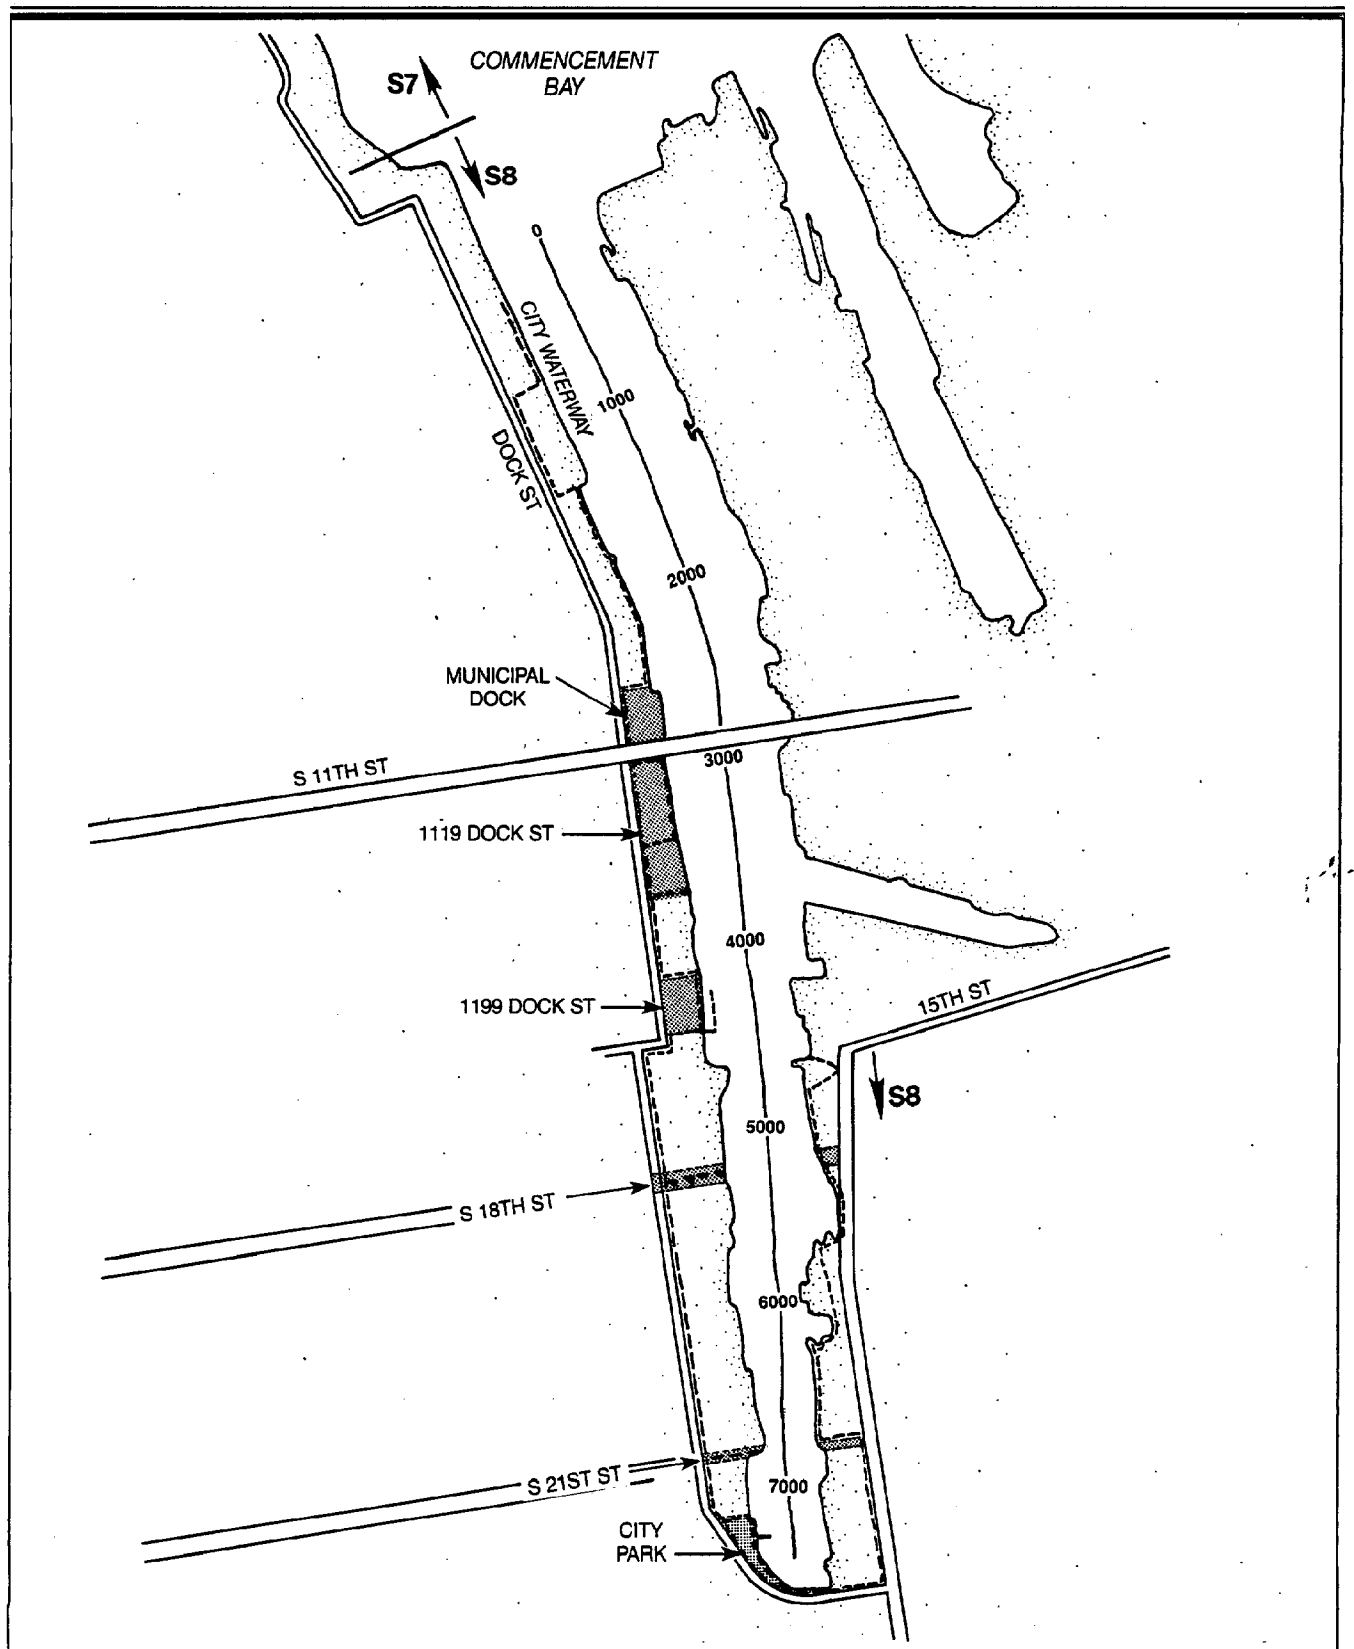 COMMENCEMENT
BAY
S7
S8
0
CITY WATERWAY
1000
DOCK ST
2000
MUNICIPAL
DOCK
3000
S 11TH ST
1119 DOCK ST
4000
1199 DOCK ST
15TH ST
S8
5000
S 18TH ST
6000
S 21ST ST
7000
CITY
PARK